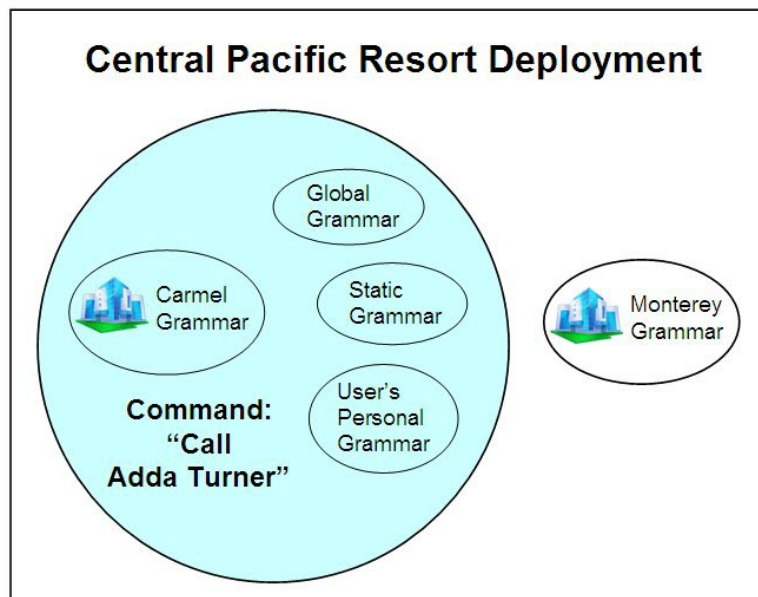 Central Pacific Resort Deployment
Global
Grammar
Carmel
Grammar
Static
Grammar
Monterey
Grammar
User's
Personal
Grammar
Command:
“Call
Adda Turner”